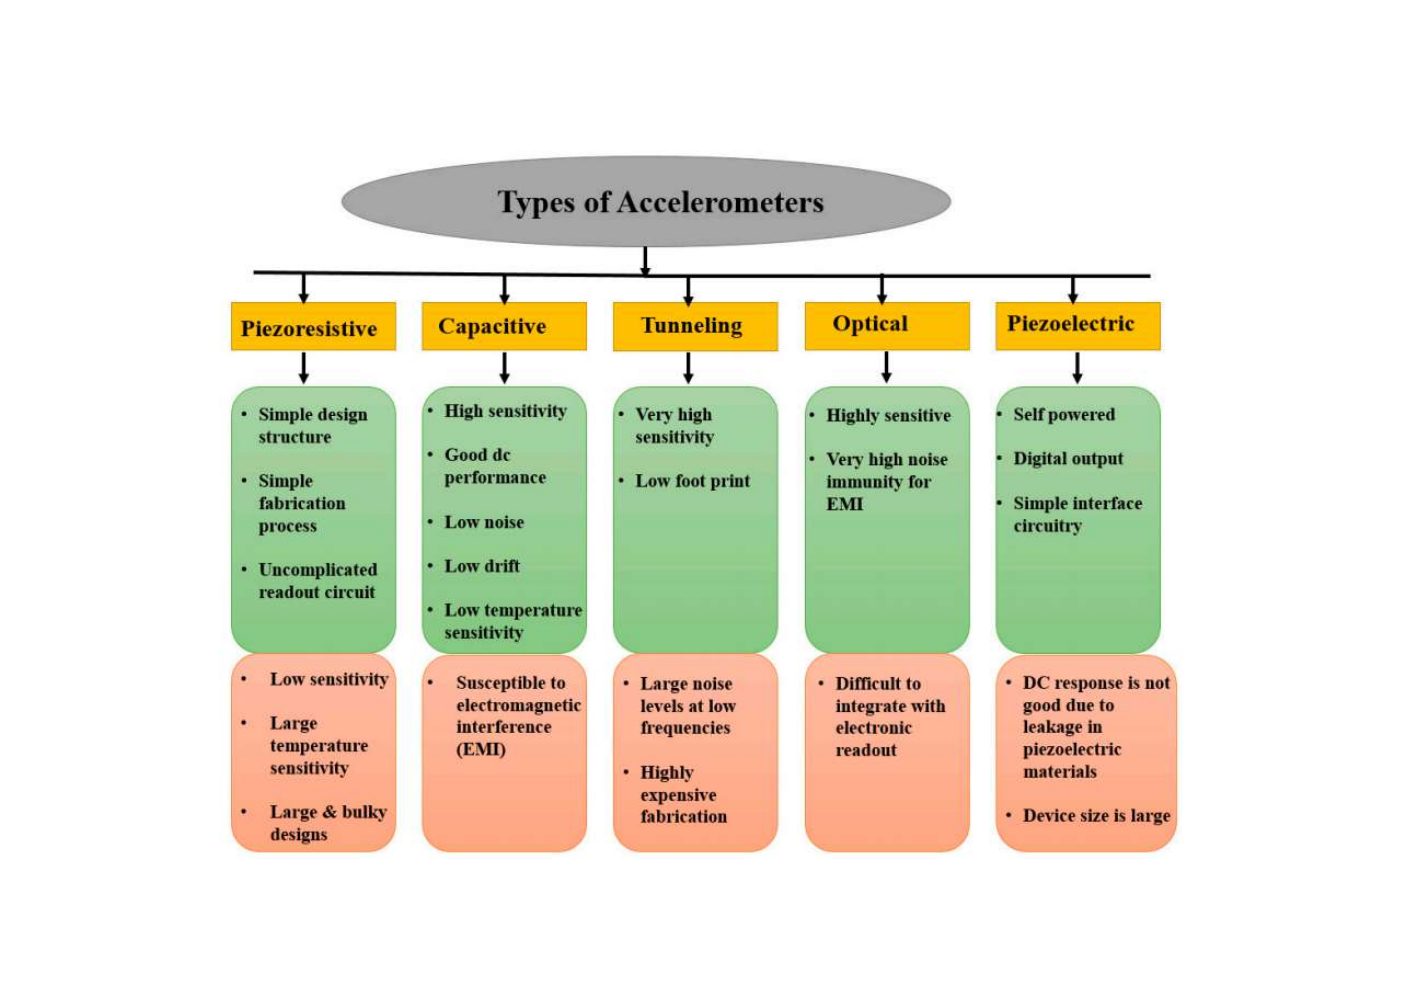 Types of Accelerometers
Piezoresistive
• Simple design
structure
• Simple
fabrication
process
• Uncomplicated
readout circuit
• Low sensitivity
• Large
temperature
sensitivity
• Large & bulky
designs
Capacitive
• High sensitivity
• Good dc
performance
• Low noise
• Low drift
• Low temperature
sensitivity
• Susceptible to
electromagnetic
interference
(EMI)
Tunneling
• Very high
sensitivity
• Low foot print
• Large noise
levels at low
frequencies
• Highly
expensive
fabrication
Optical
• Highly sensitive
• Very high noise
immunity for
EMI
• Difficult to
integrate with
electronic
readout
Piezoelectric
• Self powered
• Digital output
• Simple interface
circuitry
• DC response is not
good due to
leakage in
piezoelectric
materials
• Device size is large